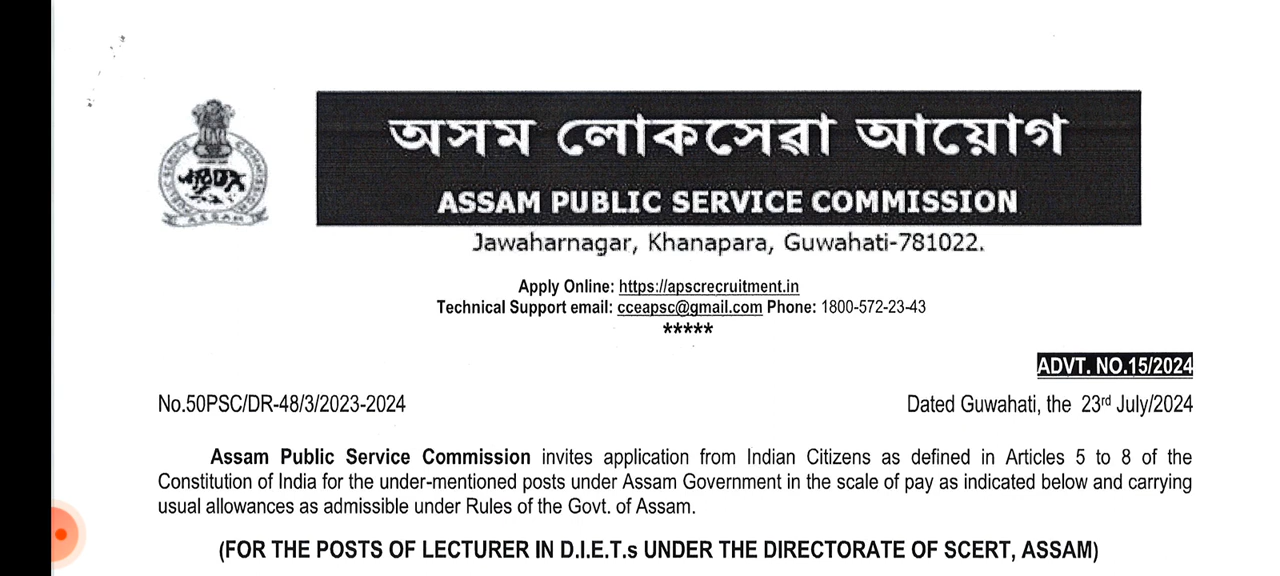 অসম লোকসেৱা আয়োগ
ASSAM PUBLIC SERVICE COMMISSION
Jawaharnagar, Khanapara, Guwahati-781022.
Apply Online: https://apscrecruitment.in
Technical Support email: cceapsc@gmail.com Phone: 1800-572-23-43
*****
ADVT. NO.15/2024
No.50PSC/DR-48/3/2023-2024 Dated Guwahati, the 23rd July/2024
Assam Public Service Commission invites application from Indian Citizens as defined in Articles 5 to 8 of the
Constitution of India for the under-mentioned posts under Assam Government in the scale of pay as indicated below and carrying
usual allowances as admissible under Rules of the Govt. of Assam.
(FOR THE POSTS OF LECTURER IN D.I.E.T.s UNDER THE DIRECTORATE OF SCERT, ASSAM)
PUBLIC SERVICE COMMISSION
ASSAM